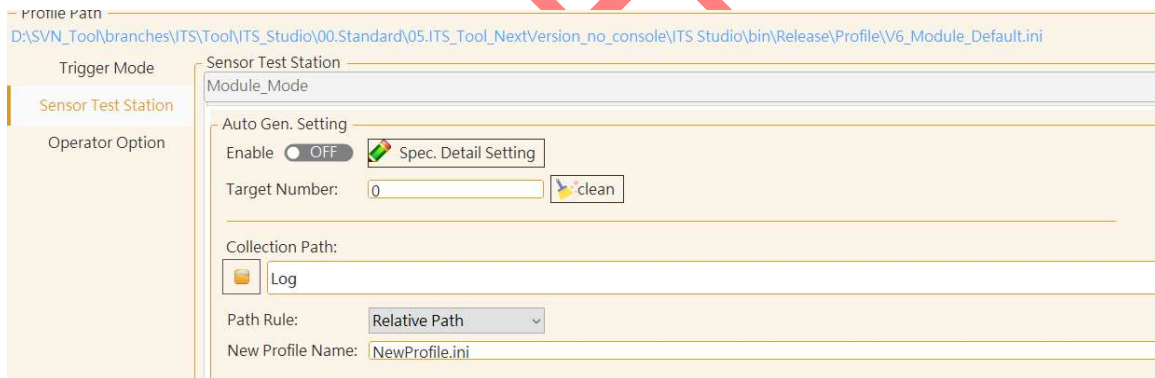 Profile Path
D:\SVN_Tool\branches\ITS\Tool\ITS_Studio\00.Standard\05.ITS_Tool_NextVersion_no_console\ITS Studio\bin\Release\Profile\V6_Module_Default.ini
Trigger Mode
Sensor Test Station
Operator Option
Sensor Test Station
Module_Mode
Auto Gen. Setting
Enable OFF Spec. Detail Setting
Target Number: 0 clean
Collection Path:
Log
Path Rule: Relative Path
New Profile Name: NewProfile.ini